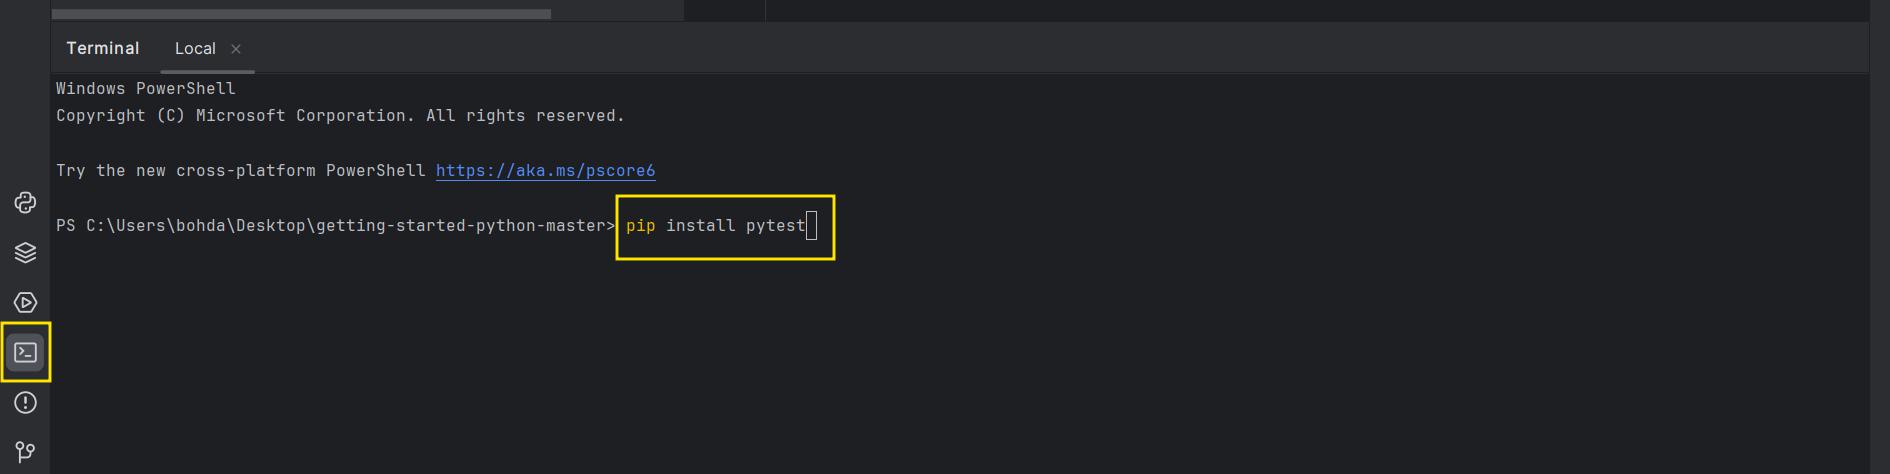 Terminal Local
Windows PowerShell
Copyright (C) Microsoft Corporation. All rights reserved.
Try the new cross-platform PowerShell https://aka.ms/pscore6
PS C:\Users\bohda\Desktop\getting-started-python-master> pip install pytest